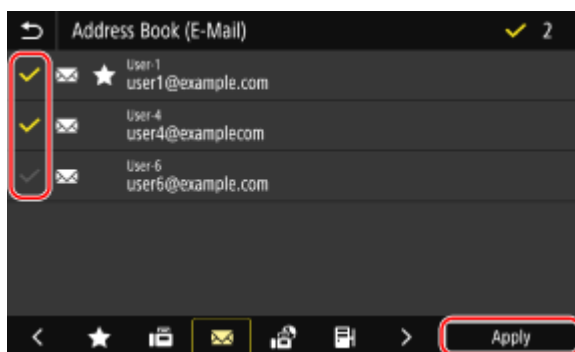 Address Book (E-Mail) 2
User-1
user1@example.com
User-4
user4@examplecom
User-6
user6@example.com
Apply